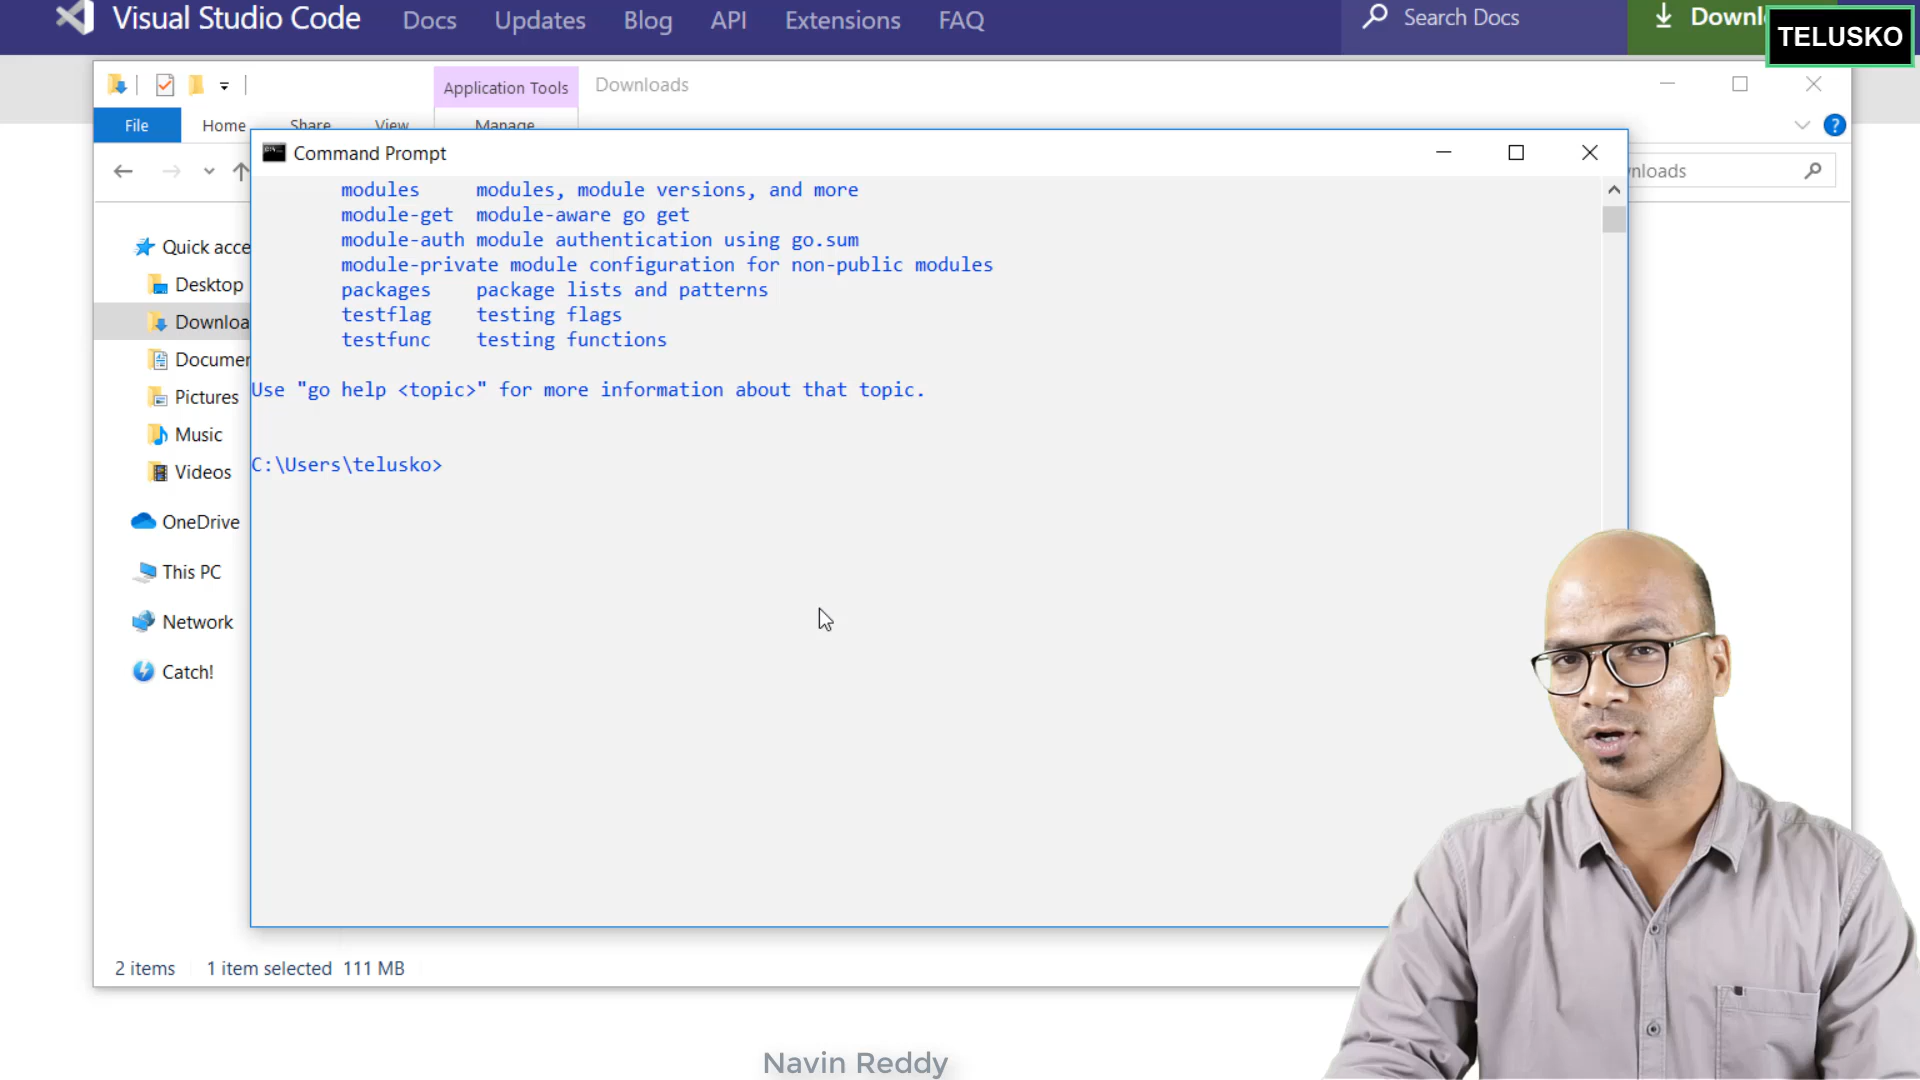 Visual Studio Code Docs Updates Blog API Extensions FAQ Search Docs Downl
TELUSKO
Application Tools Downloads
File Home Share View Manage
Command Prompt
nloads
modules modules, module versions, and more
module-get module-aware go get
module-auth module authentication using go.sum
module-private module configuration for non-public modules
packages package lists and patterns
testflag testing flags
testfunc testing functions
Use "go help <topic>" for more information about that topic.
C:\Users\telusko>
Quick acce
Desktop
Downloa
Documer
Pictures
Music
Videos
OneDrive
This PC
Network
Catch!
2 items 1 item selected 111 MB
Navin Reddy